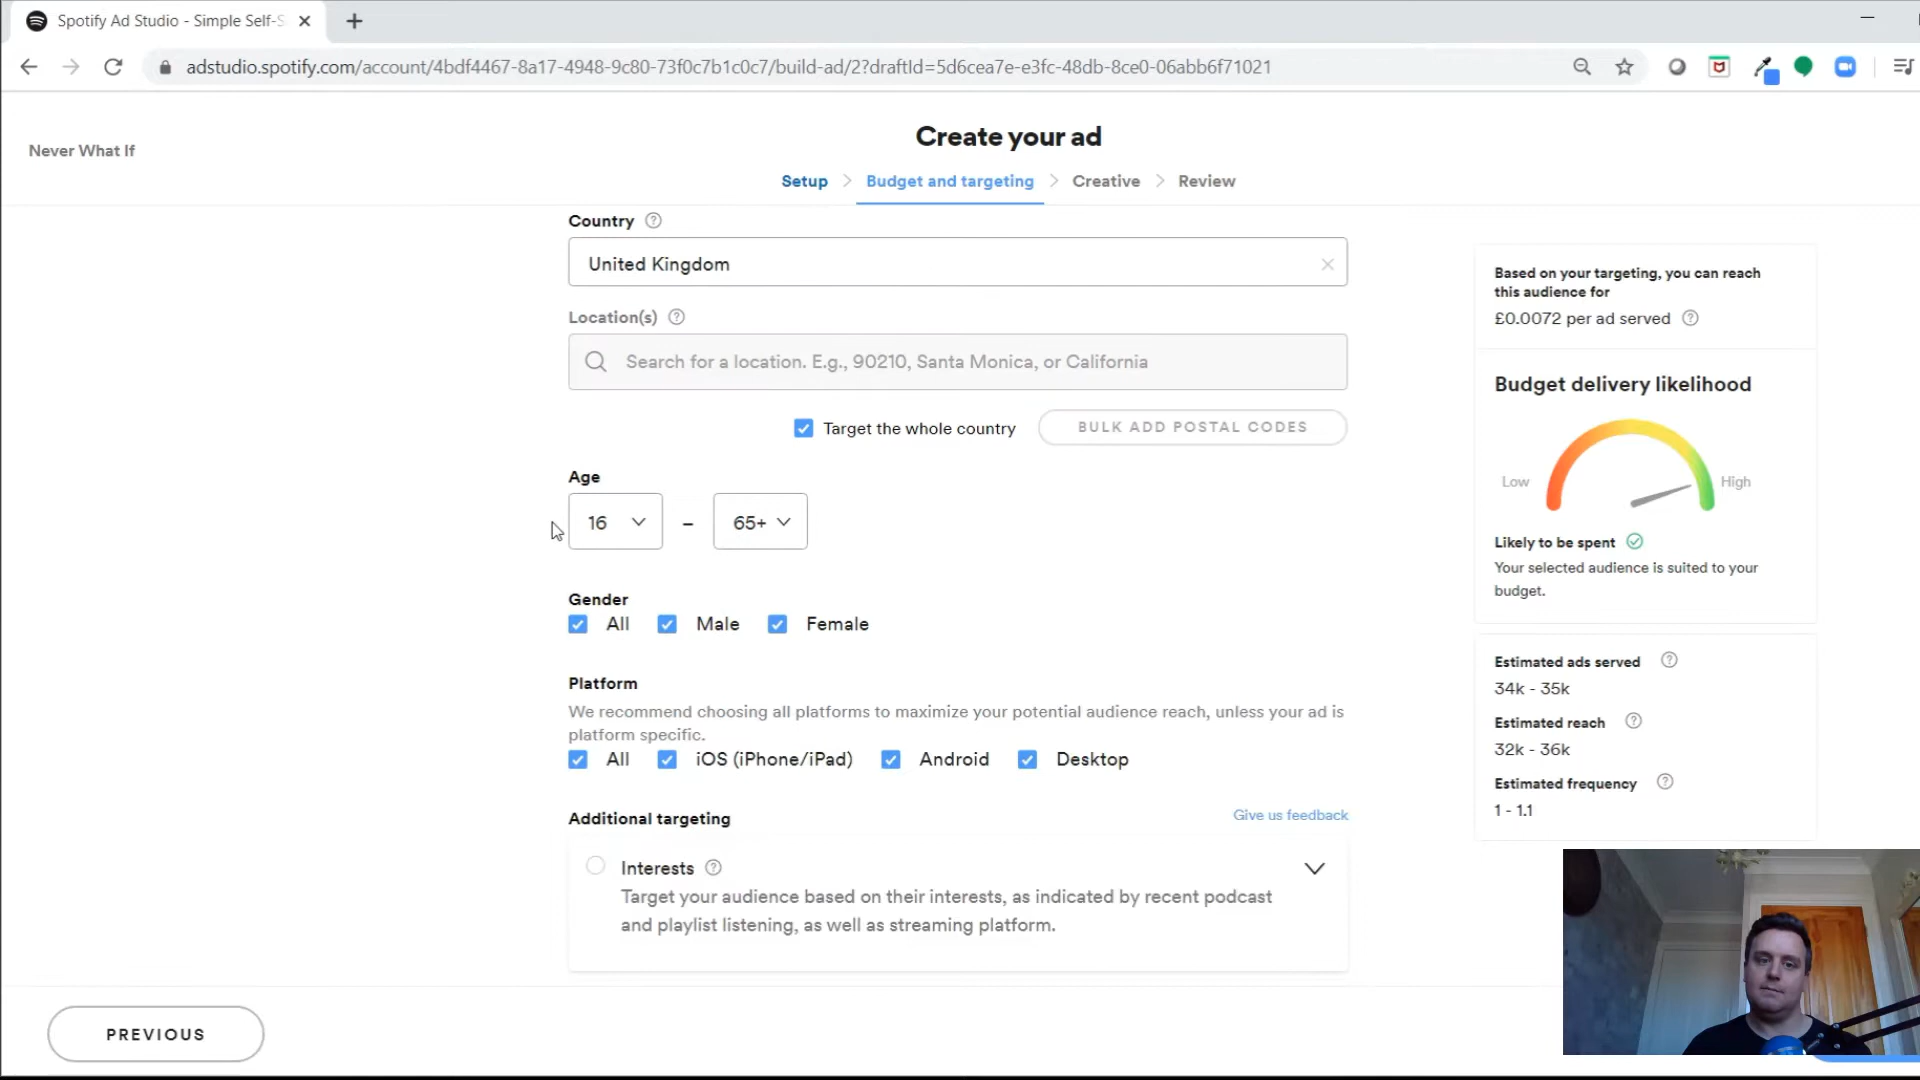 Spotify Ad Studio - Simple Self-S
adstudio.spotify.com/account/4bdf4467-8a17-4948-9c80-73f0c7b1c0c7/build-ad/2?draftId=5d6cea7e-e3fc-48db-8ce0-06abb6f71021
Never What If
Create your ad
Setup > Budget and targeting > Creative > Review
Country ?
United Kingdom
Location(s) ?
Search for a location. E.g., 90210, Santa Monica, or California
Target the whole country
BULK ADD POSTAL CODES
Age
16 – 65+
Gender
All Male Female
Platform
We recommend choosing all platforms to maximize your potential audience reach, unless your ad is
platform specific.
All iOS (iPhone/iPad) Android Desktop
Additional targeting
Give us feedback
Interests ?
Target your audience based on their interests, as indicated by recent podcast
and playlist listening, as well as streaming platform.
PREVIOUS
Based on your targeting, you can reach
this audience for
£0.0072 per ad served ?
Budget delivery likelihood
Low High
Likely to be spent
Your selected audience is suited to your
budget.
Estimated ads served ?
34k - 35k
Estimated reach ?
32k - 36k
Estimated frequency ?
1 - 1.1